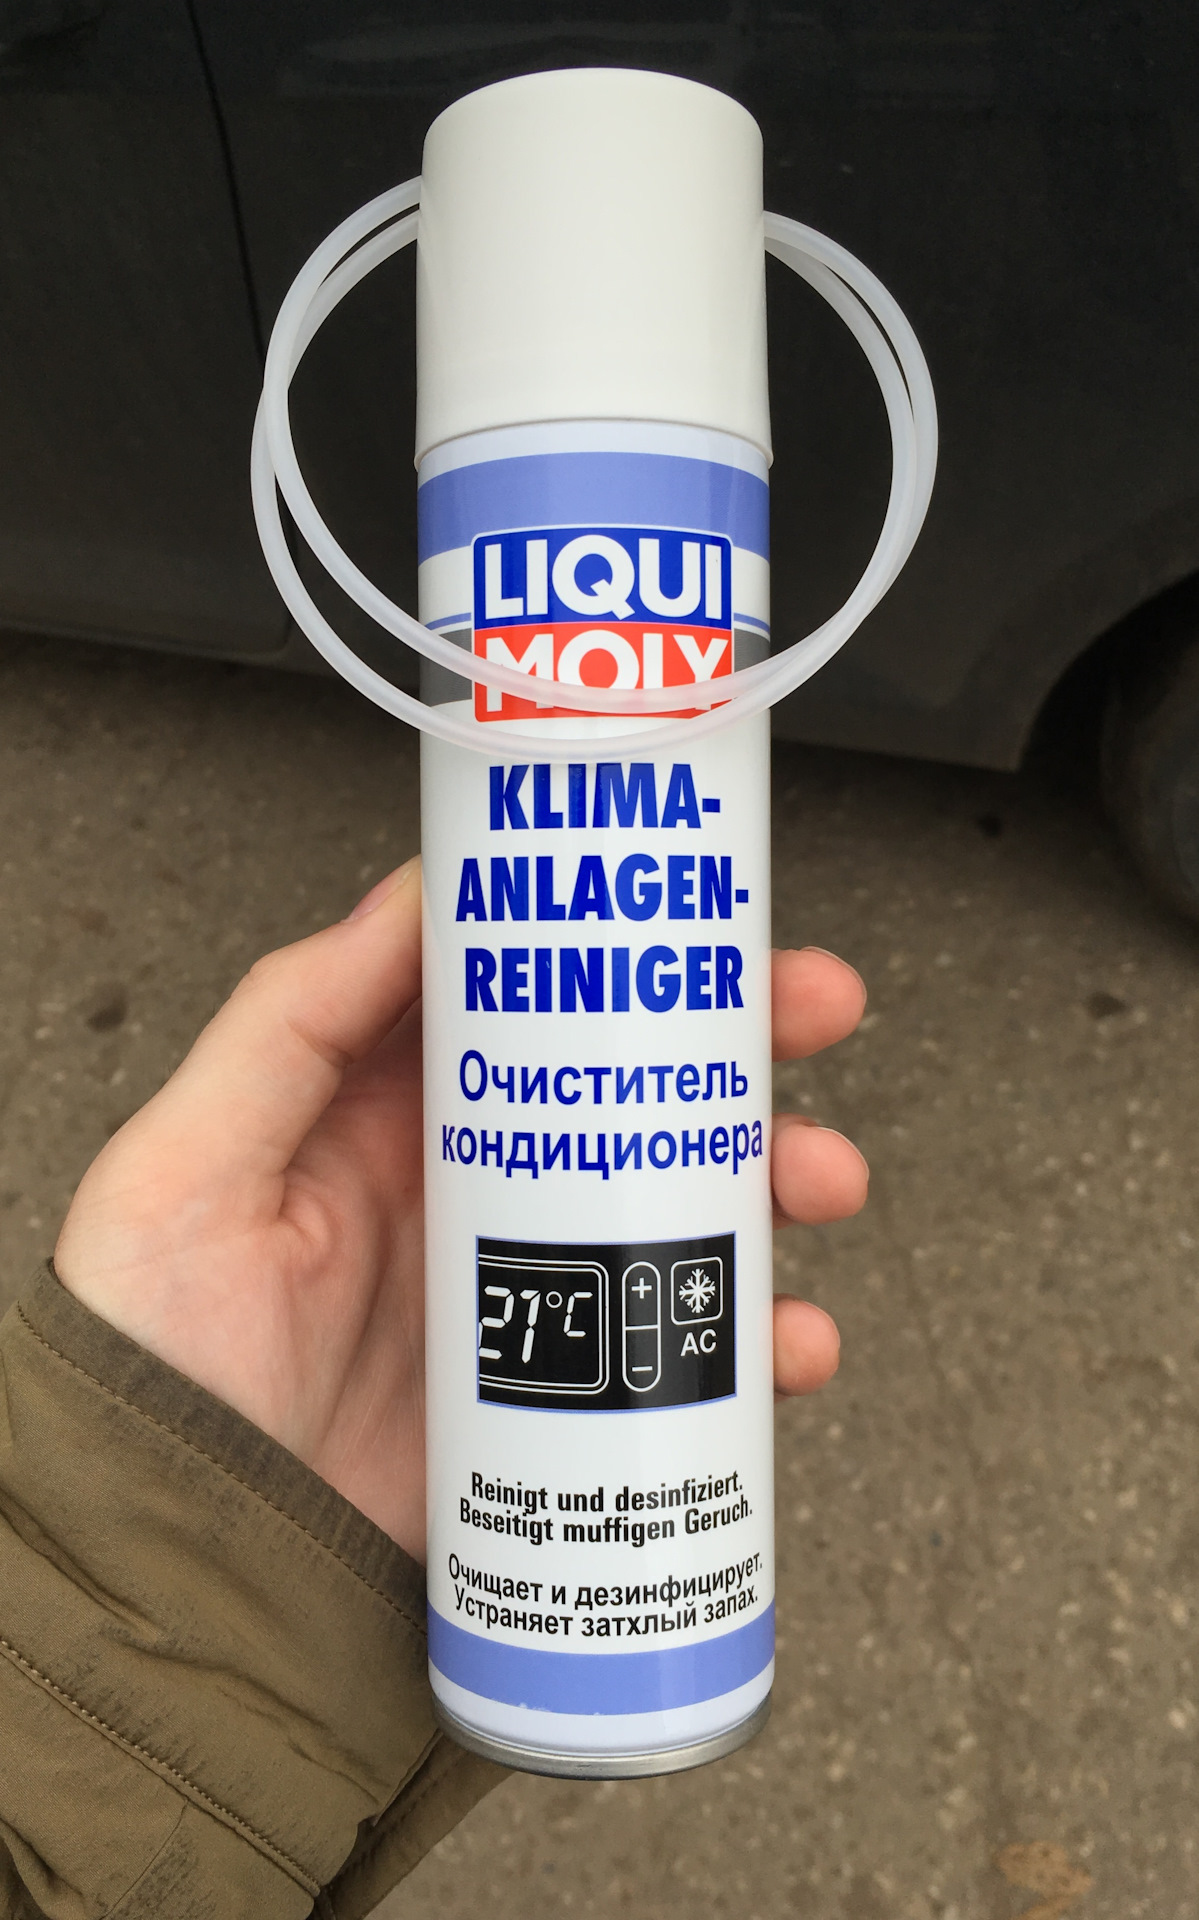 LIQUI
MOLY
KLIMA-
ANLAGEN-
REINIGER
Очиститель
кондиционера
21°C
+
−
AC
Reinigt und desinfiziert.
Beseitigt muffigen Geruch.
Очищает и дезинфицирует.
Устраняет затхлый запах.